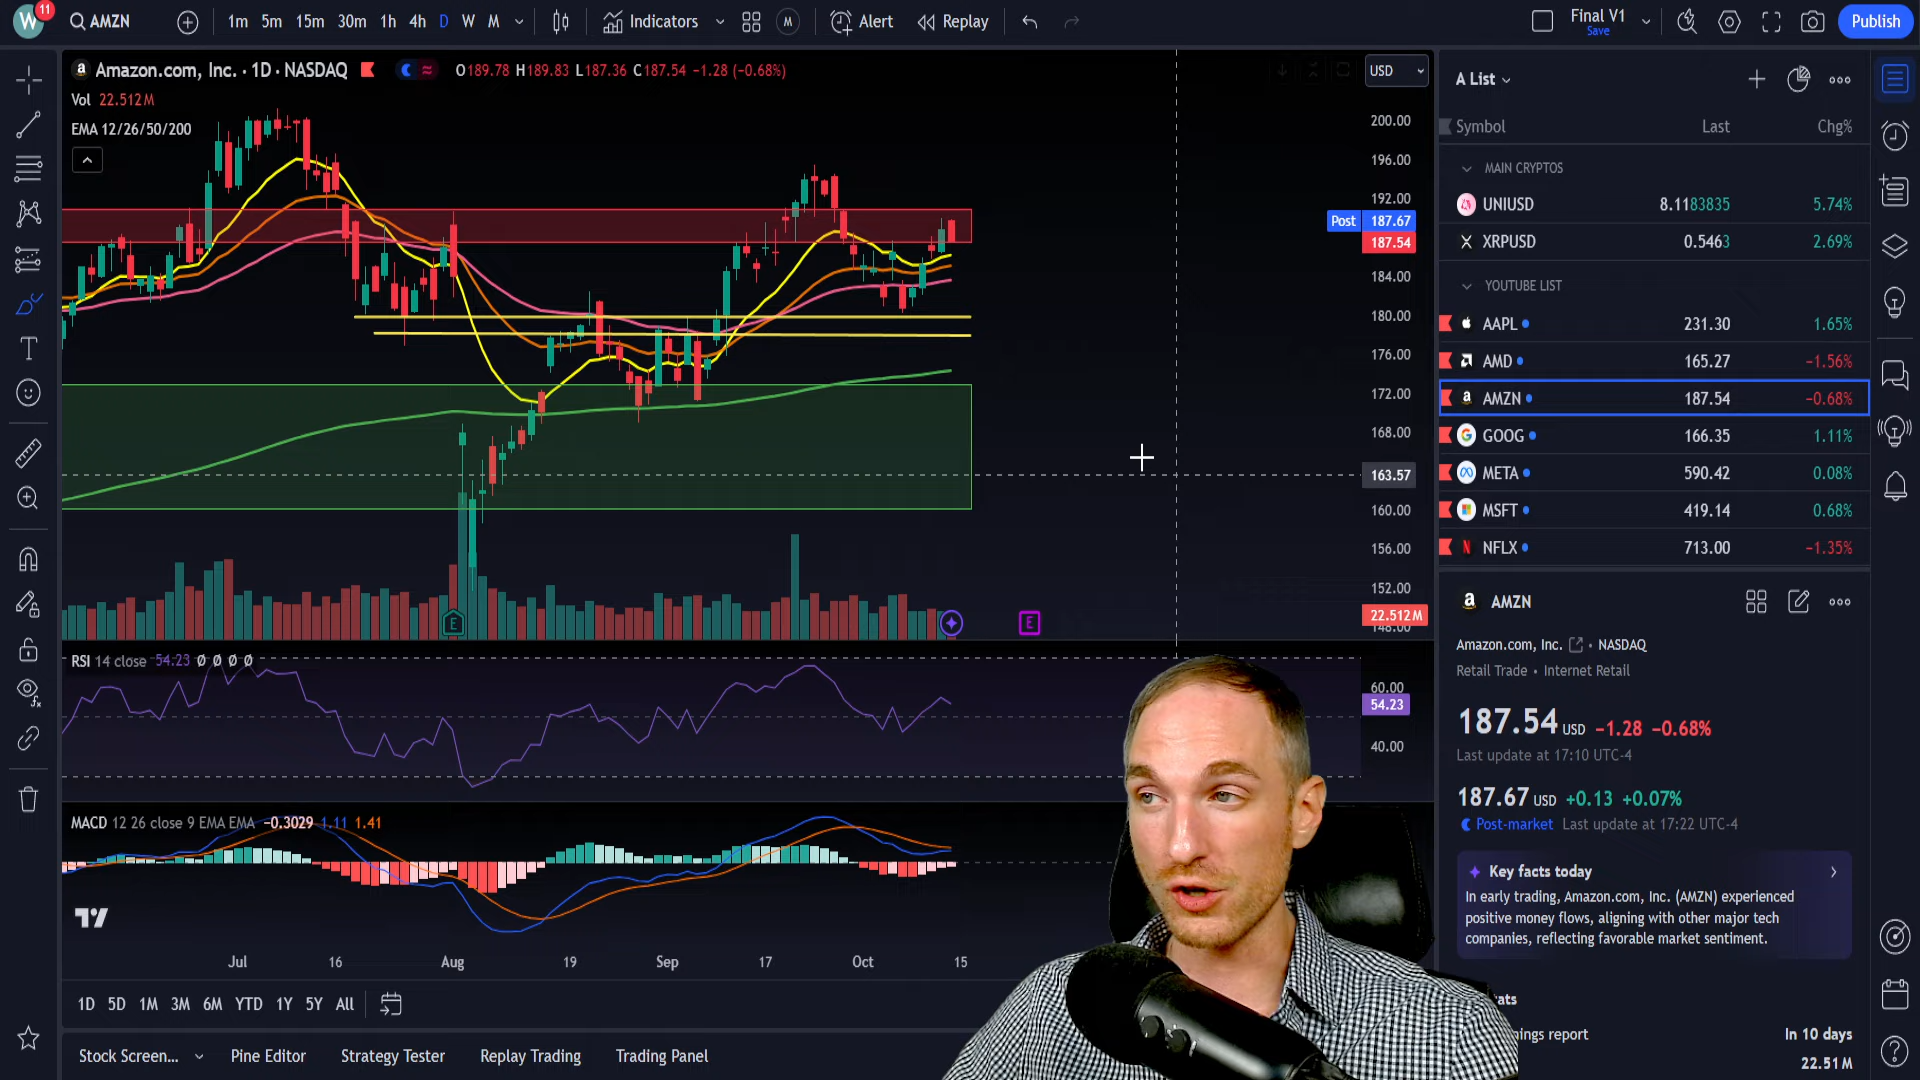 W 11 AMZN 1m 5m 15m 30m 1h 4h D W M Indicators M Alert Replay Final V1 Save Publish
Amazon.com, Inc. · 1D · NASDAQ O189.78 H189.83 L187.36 C187.54 −1.28 (−0.68%) USD
Vol 22.512M
EMA 12/26/50/200
200.00
196.00
192.00
Post 187.67
187.54
184.00
180.00
176.00
172.00
168.00
163.57
160.00
156.00
152.00
22.512M
148.00
E E
RSI 14 close 54.23 Ø Ø Ø Ø
60.00
54.23
40.00
MACD 12 26 close 9 EMA EMA −0.3029 1.11 1.41
Jul 16 Aug 19 Sep 17 Oct 15
1D 5D 1M 3M 6M YTD 1Y 5Y All
Stock Screen... Pine Editor Strategy Tester Replay Trading Trading Panel
A List
Symbol Last Chg%
MAIN CRYPTOS
UNIUSD 8.1183835 5.74%
XRPUSD 0.5463 2.69%
YOUTUBE LIST
AAPL 231.30 1.65%
AMD 165.27 −1.56%
AMZN 187.54 −0.68%
GOOG 166.35 1.11%
META 590.42 0.08%
MSFT 419.14 0.68%
NFLX 713.00 −1.35%
AMZN
Amazon.com, Inc. • NASDAQ
Retail Trade • Internet Retail
187.54 USD −1.28 −0.68%
Last update at 17:10 UTC-4
187.67 USD +0.13 +0.07%
Post-market Last update at 17:22 UTC-4
Key facts today
In early trading, Amazon.com, Inc. (AMZN) experienced
positive money flows, aligning with other major tech
companies, reflecting favorable market sentiment.
ats
nings report In 10 days
22.51M